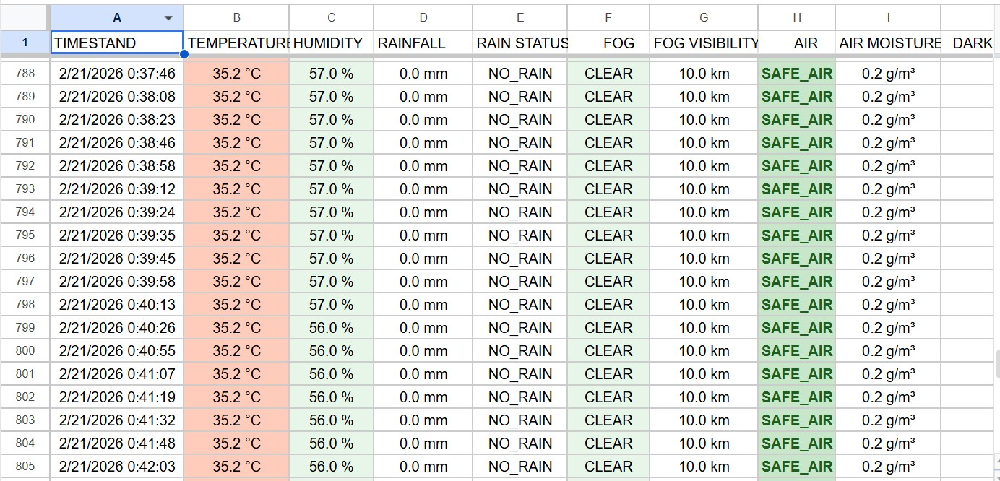 A B C D E F G H I
1 TIMESTAND TEMPERATURE HUMIDITY RAINFALL RAIN STATUS FOG FOG VISIBILITY AIR AIR MOISTURE DARK
788 2/21/2026 0:37:46 35.2 °C 57.0 % 0.0 mm NO_RAIN CLEAR 10.0 km SAFE_AIR 0.2 g/m³
789 2/21/2026 0:38:08 35.2 °C 57.0 % 0.0 mm NO_RAIN CLEAR 10.0 km SAFE_AIR 0.2 g/m³
790 2/21/2026 0:38:23 35.2 °C 57.0 % 0.0 mm NO_RAIN CLEAR 10.0 km SAFE_AIR 0.2 g/m³
791 2/21/2026 0:38:46 35.2 °C 57.0 % 0.0 mm NO_RAIN CLEAR 10.0 km SAFE_AIR 0.2 g/m³
792 2/21/2026 0:38:58 35.2 °C 57.0 % 0.0 mm NO_RAIN CLEAR 10.0 km SAFE_AIR 0.2 g/m³
793 2/21/2026 0:39:12 35.2 °C 57.0 % 0.0 mm NO_RAIN CLEAR 10.0 km SAFE_AIR 0.2 g/m³
794 2/21/2026 0:39:24 35.2 °C 57.0 % 0.0 mm NO_RAIN CLEAR 10.0 km SAFE_AIR 0.2 g/m³
795 2/21/2026 0:39:35 35.2 °C 57.0 % 0.0 mm NO_RAIN CLEAR 10.0 km SAFE_AIR 0.2 g/m³
796 2/21/2026 0:39:45 35.2 °C 57.0 % 0.0 mm NO_RAIN CLEAR 10.0 km SAFE_AIR 0.2 g/m³
797 2/21/2026 0:39:58 35.2 °C 57.0 % 0.0 mm NO_RAIN CLEAR 10.0 km SAFE_AIR 0.2 g/m³
798 2/21/2026 0:40:13 35.2 °C 57.0 % 0.0 mm NO_RAIN CLEAR 10.0 km SAFE_AIR 0.2 g/m³
799 2/21/2026 0:40:26 35.2 °C 56.0 % 0.0 mm NO_RAIN CLEAR 10.0 km SAFE_AIR 0.2 g/m³
800 2/21/2026 0:40:55 35.2 °C 56.0 % 0.0 mm NO_RAIN CLEAR 10.0 km SAFE_AIR 0.2 g/m³
801 2/21/2026 0:41:07 35.2 °C 56.0 % 0.0 mm NO_RAIN CLEAR 10.0 km SAFE_AIR 0.2 g/m³
802 2/21/2026 0:41:19 35.2 °C 56.0 % 0.0 mm NO_RAIN CLEAR 10.0 km SAFE_AIR 0.2 g/m³
803 2/21/2026 0:41:32 35.2 °C 56.0 % 0.0 mm NO_RAIN CLEAR 10.0 km SAFE_AIR 0.2 g/m³
804 2/21/2026 0:41:48 35.2 °C 56.0 % 0.0 mm NO_RAIN CLEAR 10.0 km SAFE_AIR 0.2 g/m³
805 2/21/2026 0:42:03 35.2 °C 56.0 % 0.0 mm NO_RAIN CLEAR 10.0 km SAFE_AIR 0.2 g/m³